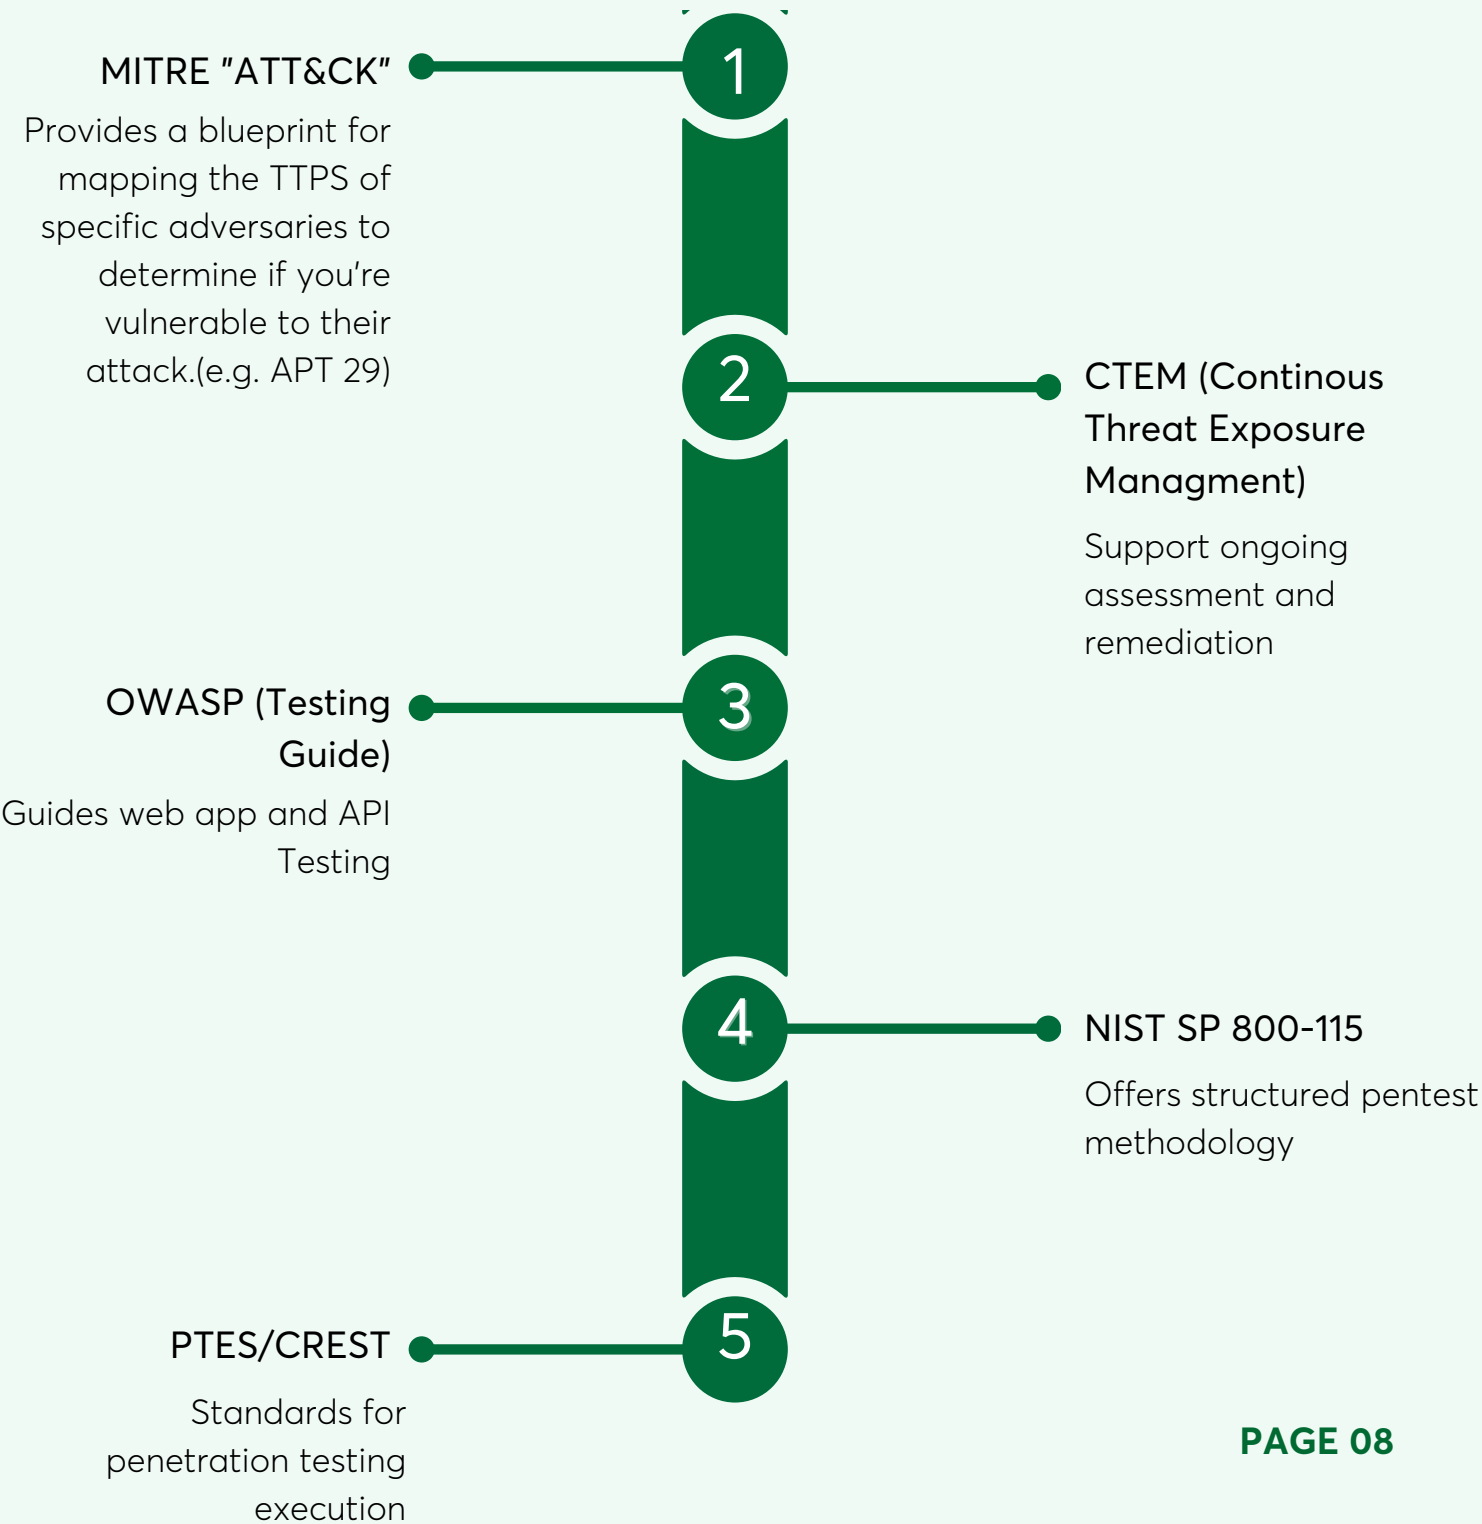 1
MITRE "ATT&CK"
Provides a blueprint for
mapping the TTPS of
specific adversaries to
determine if you're
vulnerable to their
attack.(e.g. APT 29)
2
CTEM (Continous
Threat Exposure
Managment)
Support ongoing
assessment and
remediation
3
OWASP (Testing
Guide)
Guides web app and API
Testing
4
NIST SP 800-115
Offers structured pentest
methodology
5
PTES/CREST
Standards for
penetration testing
execution
PAGE 08